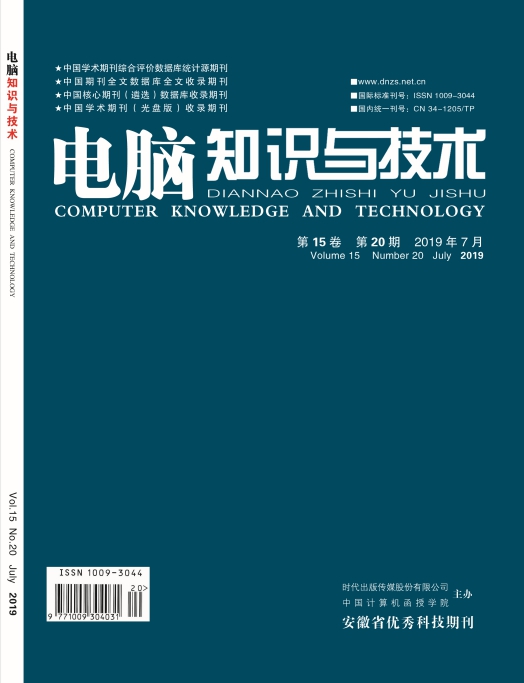 电脑知识与技术
COMPUTER KNOWLEDGE AND TECHNOLOGY
Vol.15 No.20 July 2019
★中国学术期刊综合评价数据库统计源期刊
★中国期刊全文数据库全文收录期刊
★中国核心期刊（遴选）数据库收录期刊
★中国学术期刊（光盘版）收录期刊
■www.dnzs.net.cn
■国际标准刊号：ISSN 1009-3044
■国内统一刊号：CN 34-1205/TP
电脑知识与技术
DIANNAO ZHISHI YU JISHU
COMPUTER KNOWLEDGE AND TECHNOLOGY
第15卷 第20期 2019年7月
Volume 15 Number 20 July 2019
ISSN 1009-3044
20>
9 771009 304031
时代出版传媒股份有限公司
中国计算机函授学院
主办
安徽省优秀科技期刊